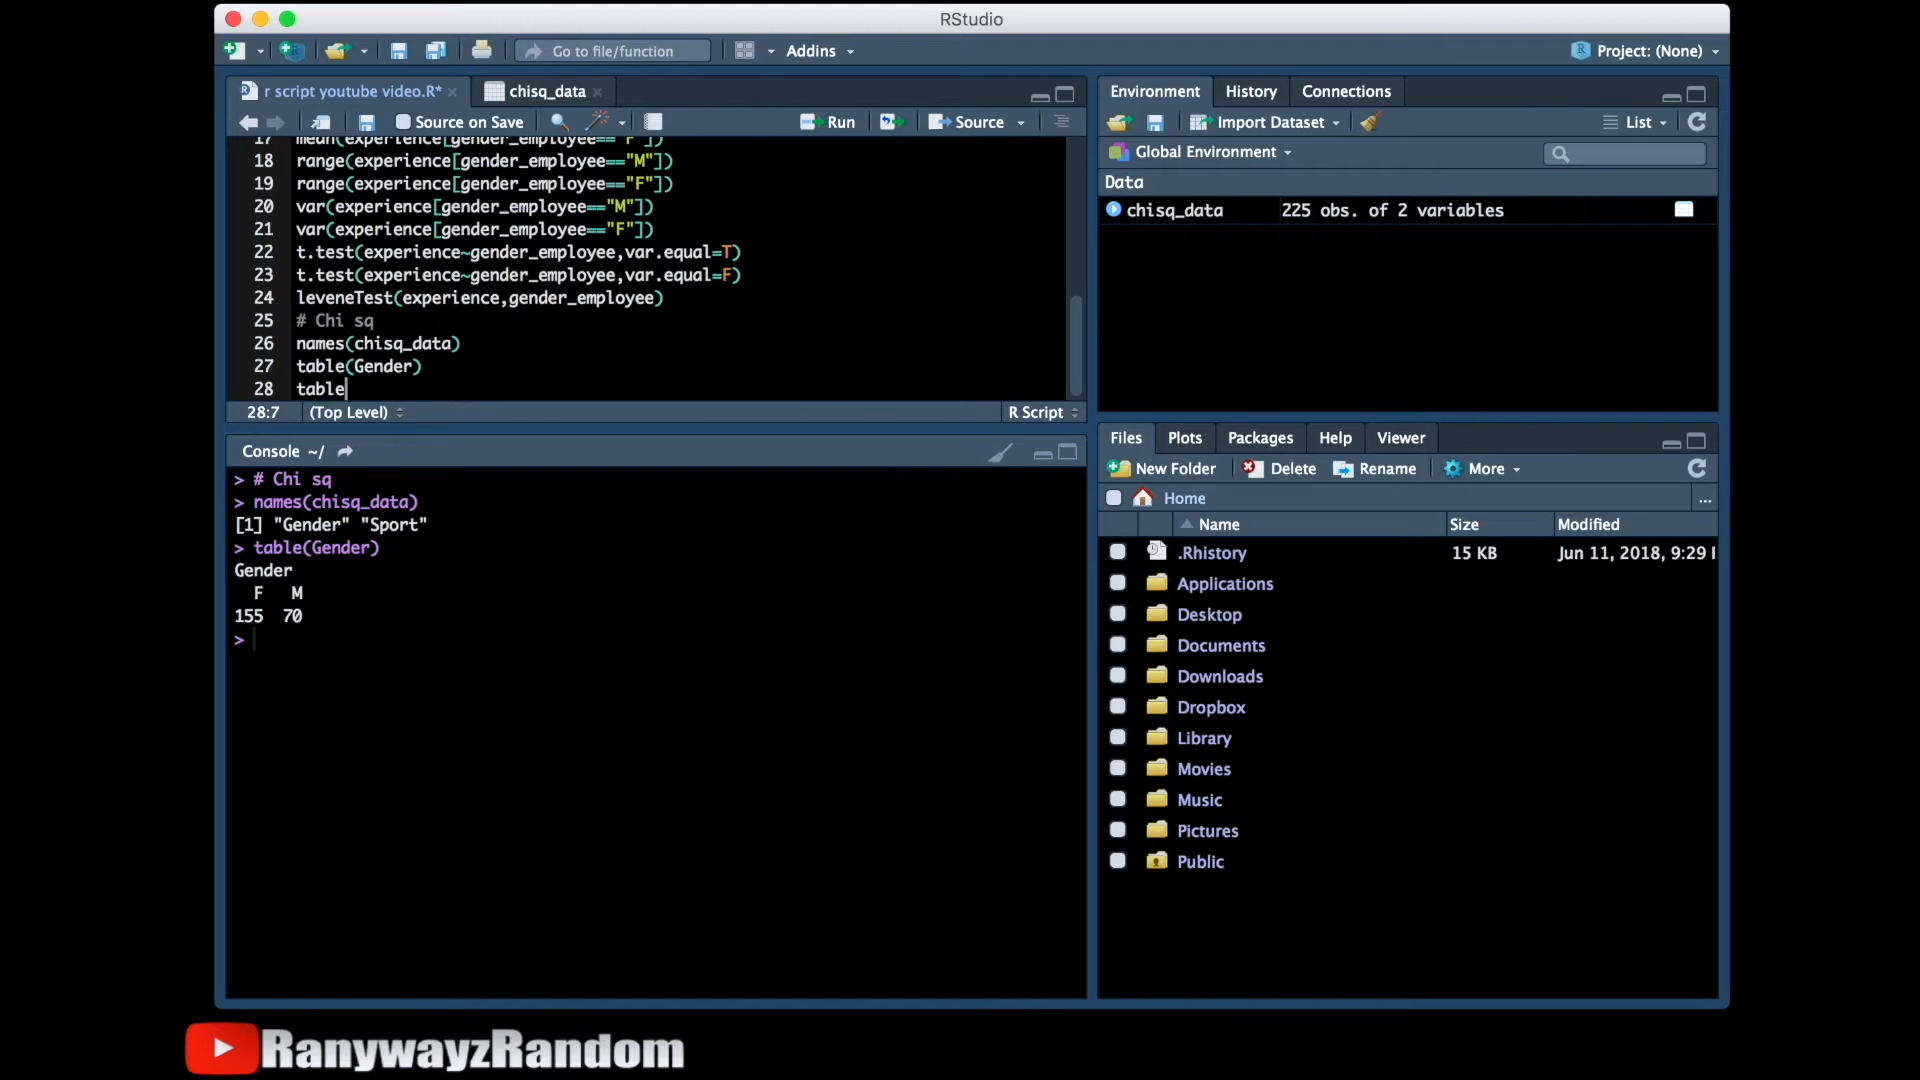 RStudio
Go to file/function
Addins
Project: (None)
r script youtube video.R*
chisq_data
Source on Save
Run
Source
17 mean(experience[gender_employee=="F"])
18 range(experience[gender_employee=="M"])
19 range(experience[gender_employee=="F"])
20 var(experience[gender_employee=="M"])
21 var(experience[gender_employee=="F"])
22 t.test(experience~gender_employee,var.equal=T)
23 t.test(experience~gender_employee,var.equal=F)
24 leveneTest(experience,gender_employee)
25 # Chi sq
26 names(chisq_data)
27 table(Gender)
28 table
28:7 (Top Level) R Script
Console ~/
> # Chi sq
> names(chisq_data)
[1] "Gender" "Sport"
> table(Gender)
Gender
F M
155 70
>
Environment History Connections
Import Dataset List
Global Environment
Data
chisq_data 225 obs. of 2 variables
Files Plots Packages Help Viewer
New Folder Delete Rename More
Home ...
Name Size Modified
.Rhistory 15 KB Jun 11, 2018, 9:29
Applications
Desktop
Documents
Downloads
Dropbox
Library
Movies
Music
Pictures
Public
RanywayzRandom